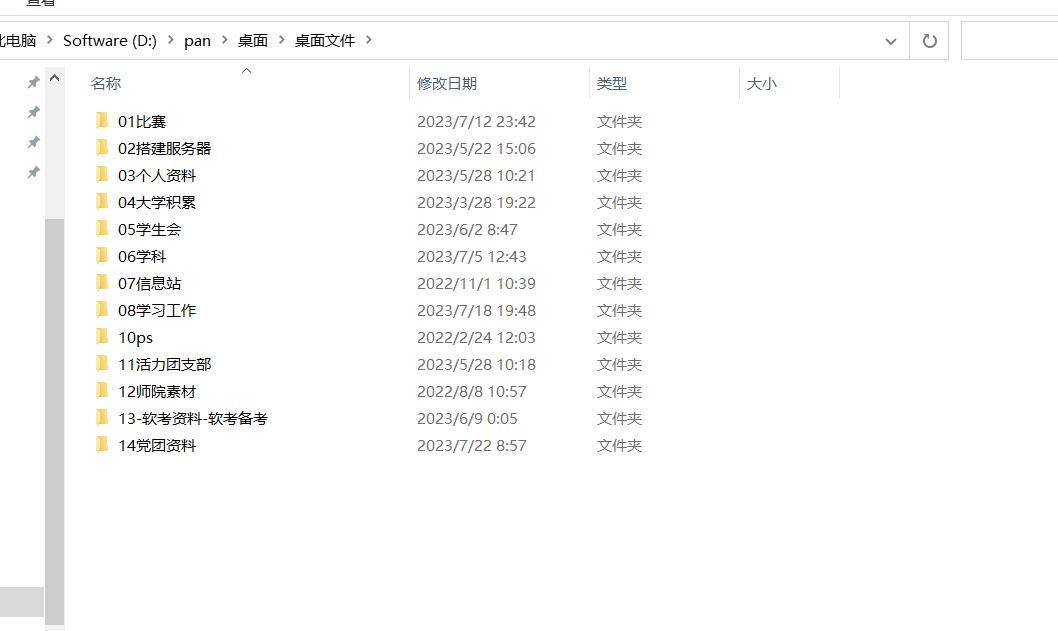 查看
此电脑 Software (D:) pan 桌面 桌面文件
名称 修改日期 类型 大小
01比赛 2023/7/12 23:42 文件夹
02搭建服务器 2023/5/22 15:06 文件夹
03个人资料 2023/5/28 10:21 文件夹
04大学积累 2023/3/28 19:22 文件夹
05学生会 2023/6/2 8:47 文件夹
06学科 2023/7/5 12:43 文件夹
07信息站 2022/11/1 10:39 文件夹
08学习工作 2023/7/18 19:48 文件夹
10ps 2022/2/24 12:03 文件夹
11活力团支部 2023/5/28 10:18 文件夹
12师院素材 2022/8/8 10:57 文件夹
13-软考资料-软考备考 2023/6/9 0:05 文件夹
14党团资料 2023/7/22 8:57 文件夹